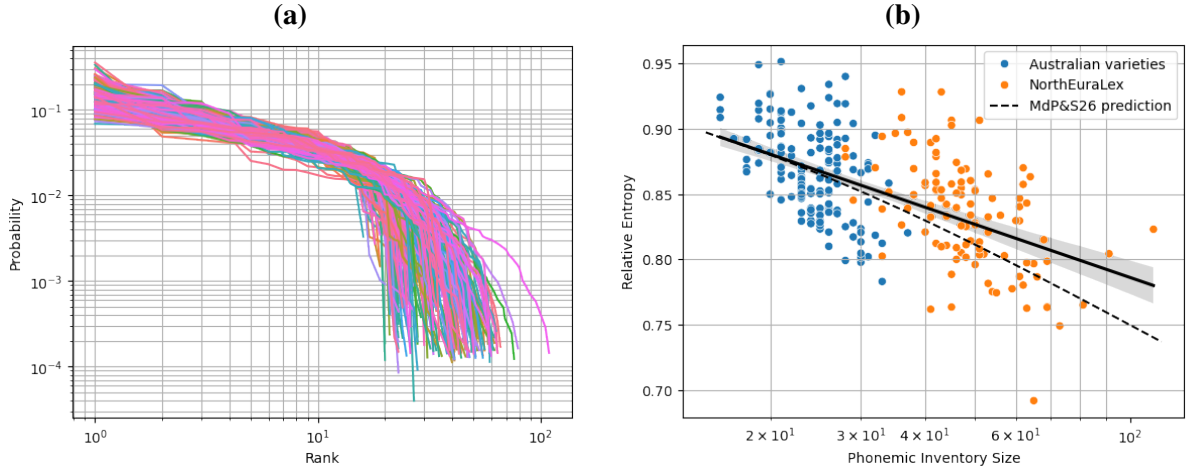 (a)
10⁻¹
10⁻²
10⁻³
10⁻⁴
Probability
10⁰
10¹
10²
Rank
(b)
Australian varieties
NorthEuraLex
MdP&S26 prediction
0.95
0.90
0.85
0.80
0.75
0.70
Relative Entropy
2 × 10¹
3 × 10¹
4 × 10¹
6 × 10¹
10²
Phonemic Inventory Size